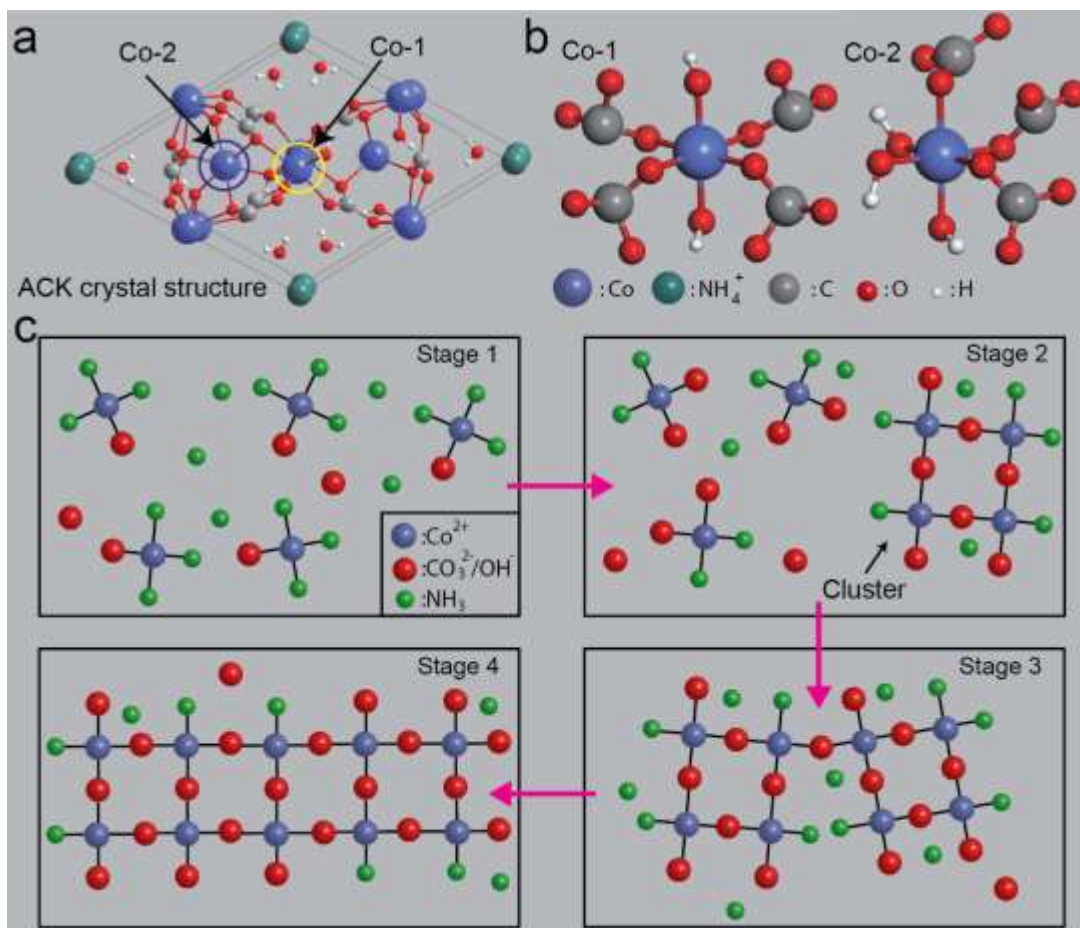 a
Co-2
Co-1
ACK crystal structure
b
Co-1
Co-2
:Co :NH₄⁺ :C :O :H
c
Stage 1
:Co²⁺
:CO₃²⁻/OH⁻
:NH₃
Stage 2
Cluster
Stage 4
Stage 3